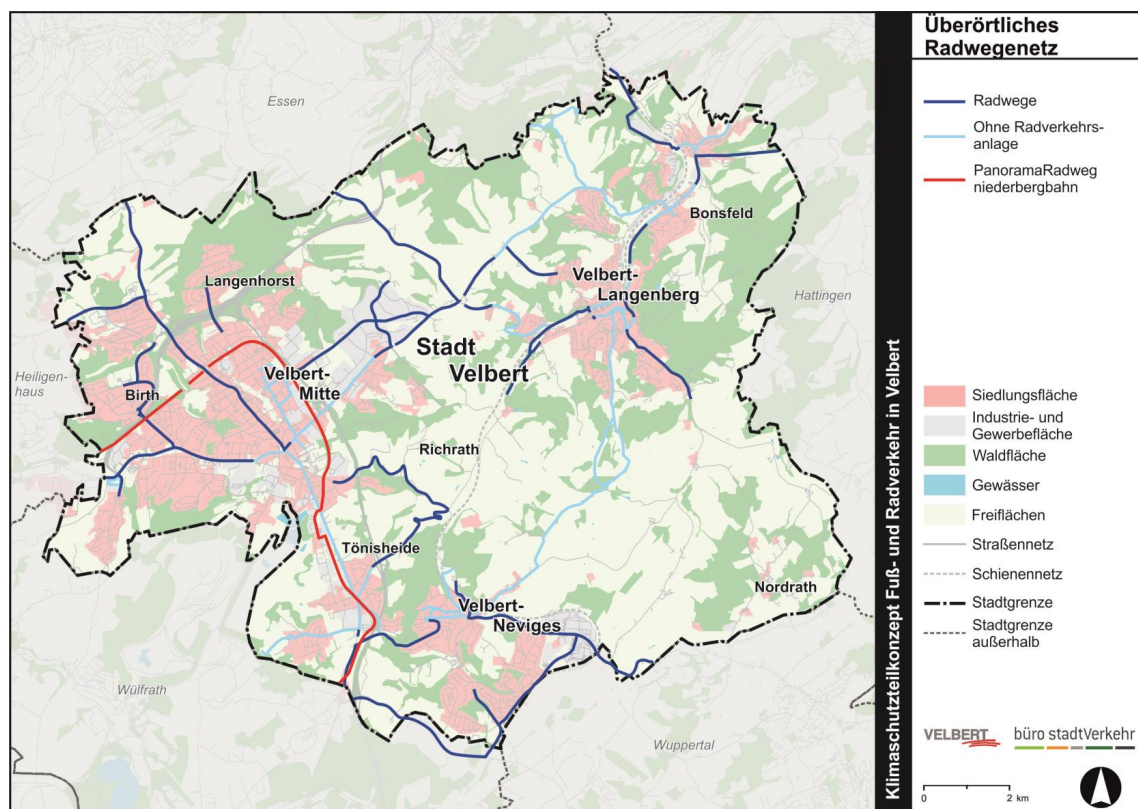 Essen
Bonsfeld
Langenhorst
Velbert-
Langenberg
Hattingen
Stadt
Velbert
Heiligen-
haus
Birth
Velbert-
Mitte
Richrath
Tönisheide
Nordrath
Velbert-
Neviges
Wülfrath
Wuppertal
Klimaschutzteilkonzept Fuß- und Radverkehr in Velbert
Überörtliches
Radwegenetz
Radwege
Ohne Radverkehrs-
anlage
PanoramaRadweg
niederbergbahn
Siedlungsfläche
Industrie- und
Gewerbefläche
Waldfläche
Gewässer
Freiflächen
Straßennetz
Schienennetz
Stadtgrenze
Stadtgrenze
außerhalb
VELBERT
büro stadtVerkehr
0 2 km